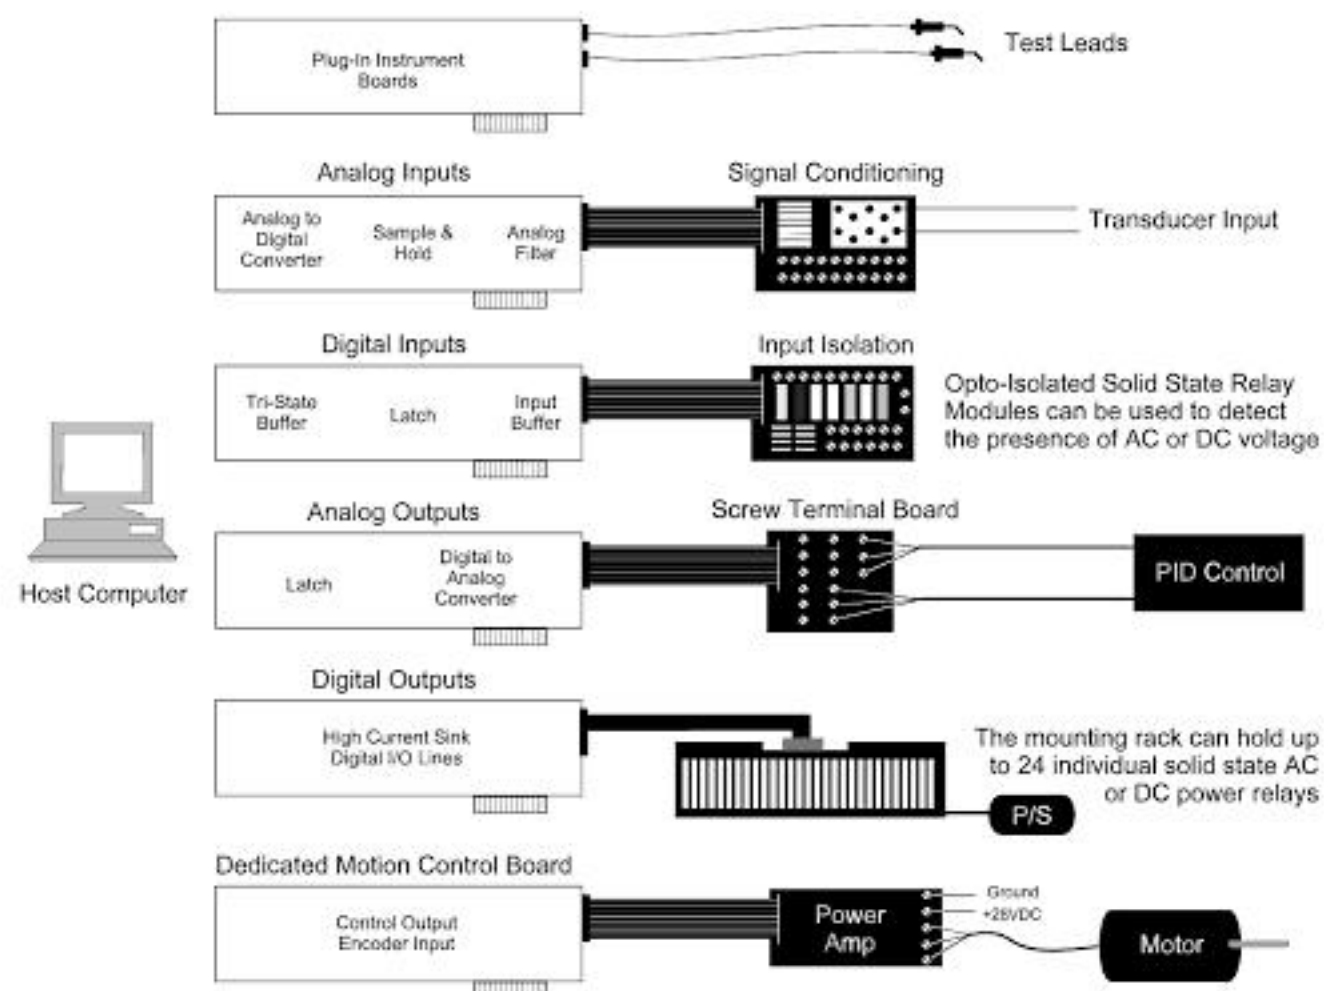 Plug-In Instrument
Boards
Test Leads
Analog Inputs
Signal Conditioning
Analog to
Digital
Converter
Sample &
Hold
Analog
Filter
Transducer Input
Digital Inputs
Input Isolation
Tri-State
Buffer
Latch
Input
Buffer
Opto-Isolated Solid State Relay
Modules can be used to detect
the presence of AC or DC voltage
Host Computer
Analog Outputs
Screw Terminal Board
Latch
Digital to
Analog
Converter
PID Control
Digital Outputs
High Current Sink
Digital I/O Lines
The mounting rack can hold up
to 24 individual solid state AC
or DC power relays
P/S
Dedicated Motion Control Board
Control Output
Encoder Input
Power
Amp
Ground
+28VDC
Motor